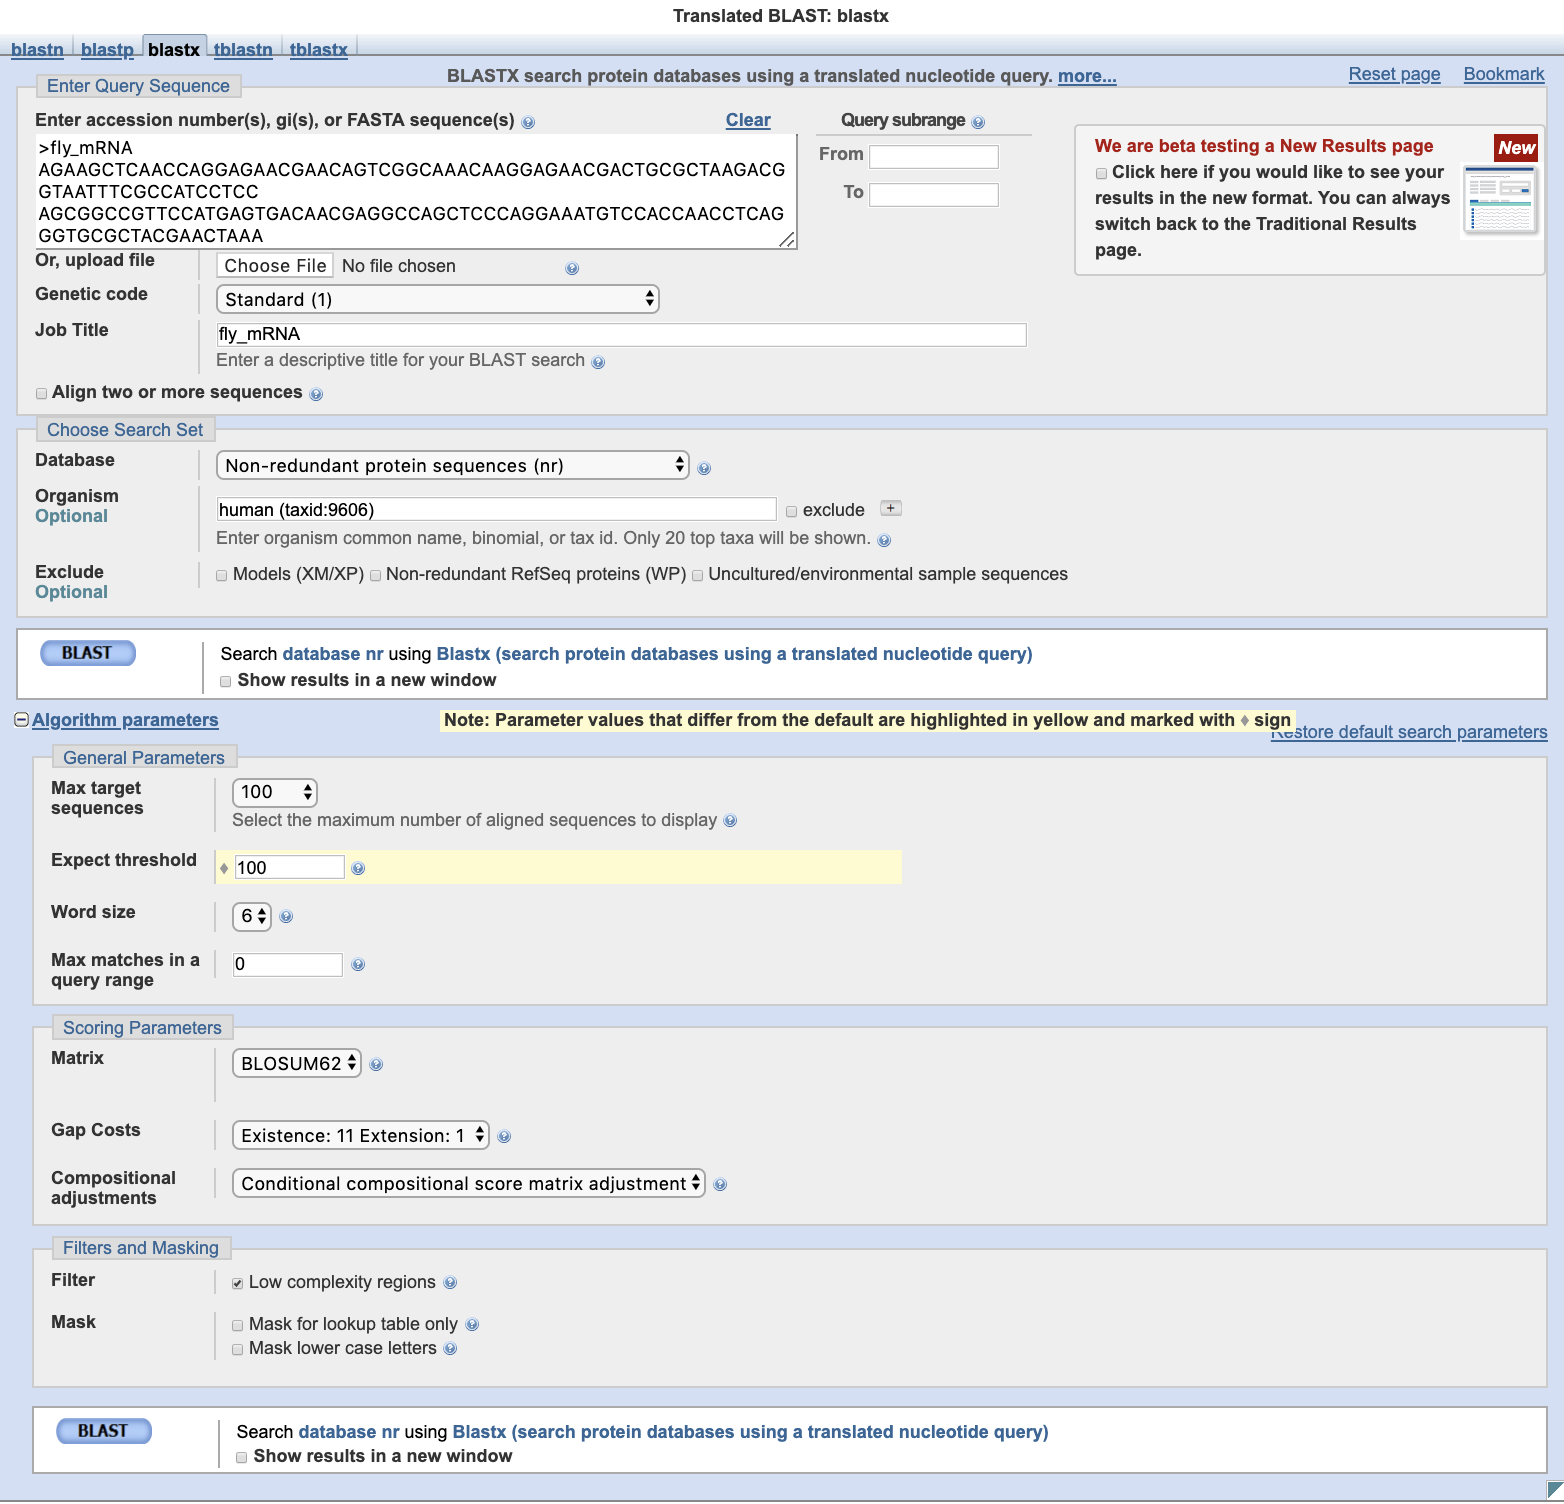 Translated BLAST: blastx
blastn blastp blastx tblastn tblastx
BLASTX search protein databases using a translated nucleotide query. more...
Reset page Bookmark
Enter Query Sequence
Enter accession number(s), gi(s), or FASTA sequence(s) Clear
>fly_mRNA
AGAAGCTCAACCAGGAGAACGAACAGTCGGCAAACAAGGAGAACGACTGCGCTAAGACG
GTAATTTCGCCATCCTCC
AGCGGCCGTTCCATGAGTGACAACGAGGCCAGCTCCCAGGAAATGTCCACCAACCTCAG
GGTGCGCTACGAACTAAA
Query subrange
From
To
We are beta testing a New Results page New
Click here if you would like to see your
results in the new format. You can always
switch back to the Traditional Results
page.
Or, upload file Choose File No file chosen
Genetic code Standard (1)
Job Title fly_mRNA
Enter a descriptive title for your BLAST search
Align two or more sequences
Choose Search Set
Database Non-redundant protein sequences (nr)
Organism
Optional
human (taxid:9606) exclude +
Enter organism common name, binomial, or tax id. Only 20 top taxa will be shown.
Exclude
Optional
Models (XM/XP) Non-redundant RefSeq proteins (WP) Uncultured/environmental sample sequences
BLAST
Search database nr using Blastx (search protein databases using a translated nucleotide query)
Show results in a new window
Algorithm parameters
Note: Parameter values that differ from the default are highlighted in yellow and marked with ♦ sign
Restore default search parameters
General Parameters
Max target
sequences
100
Select the maximum number of aligned sequences to display
Expect threshold ♦ 100
Word size 6
Max matches in a
query range
0
Scoring Parameters
Matrix BLOSUM62
Gap Costs Existence: 11 Extension: 1
Compositional
adjustments
Conditional compositional score matrix adjustment
Filters and Masking
Filter Low complexity regions
Mask Mask for lookup table only
Mask lower case letters
BLAST
Search database nr using Blastx (search protein databases using a translated nucleotide query)
Show results in a new window